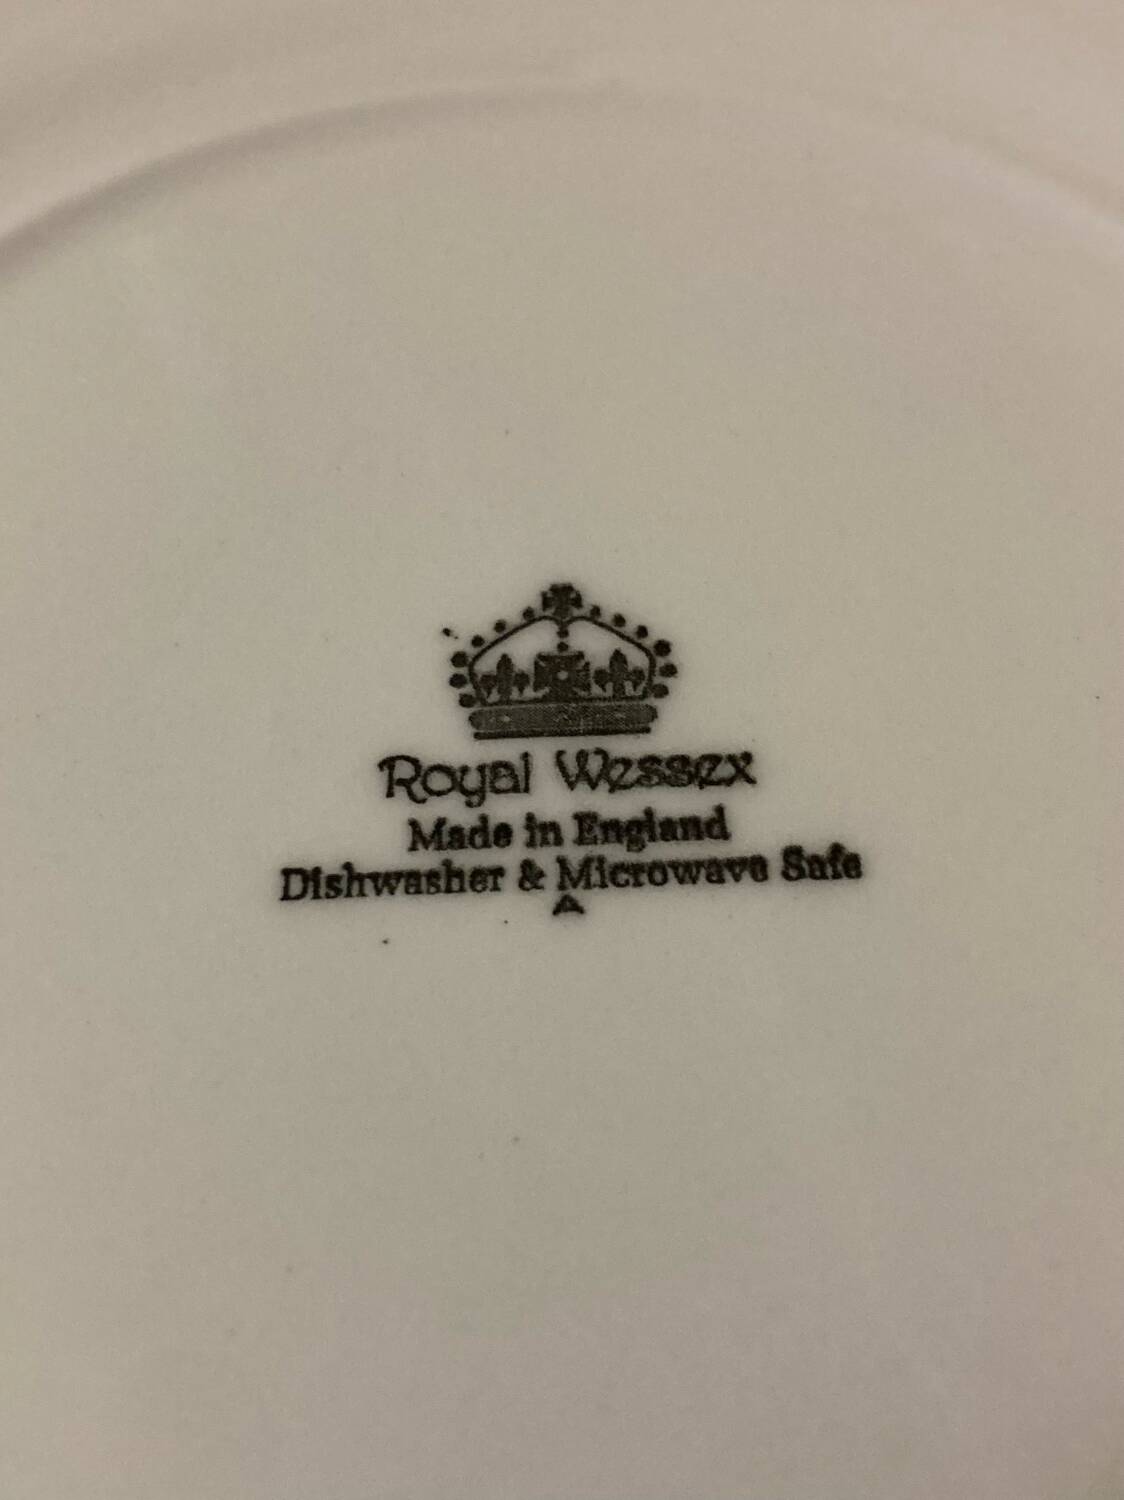 Royal Wessex
Made in England
Dishwasher & Microwave Safe
A